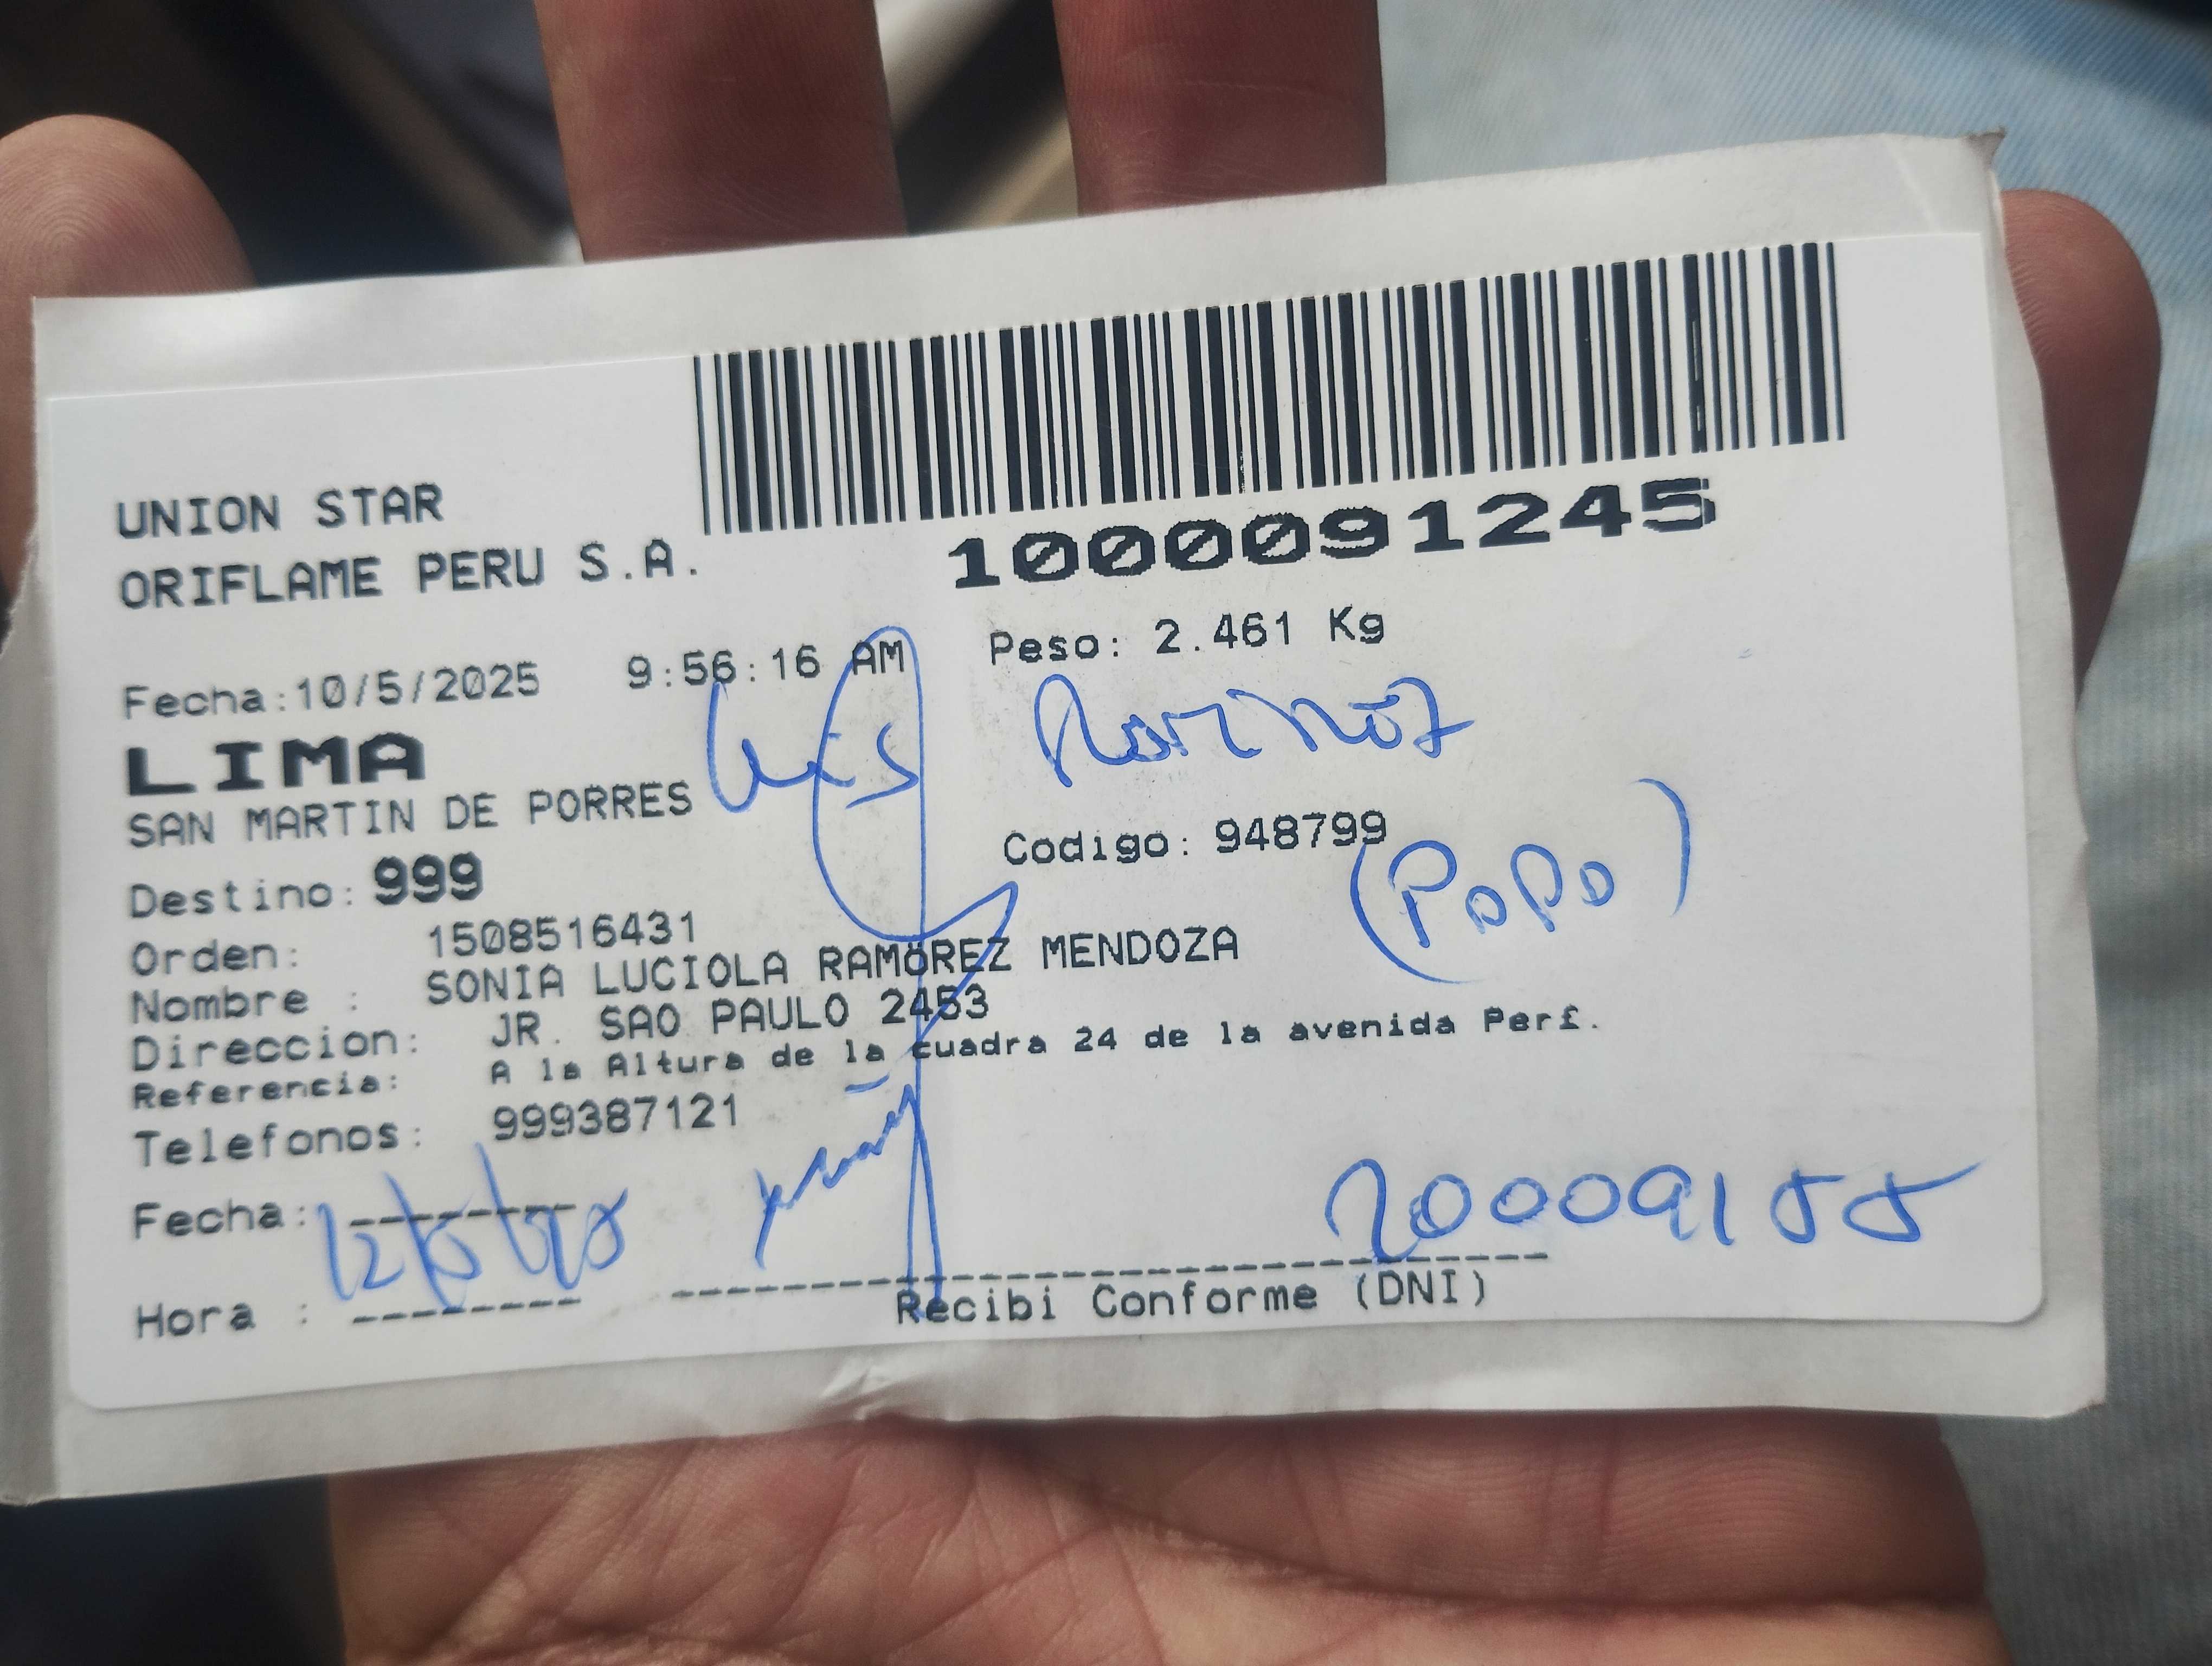 UNION STAR
ORIFLAME PERU S.A.
1000091245
Fecha:10/5/2025 9:56:16 AM Peso: 2.461 Kg
LIMA
Luis
SAN MARTIN DE PORRES
Codigo: 948799
(PAPA)
Destino: 999
Orden: 1508516431
Nombre : SONIA LUCIOLA RAMÖREZ MENDOZA
Direccion: JR. SAO PAULO 2453
Referencia: A la Altura de la cuadra 24 de la avenida Perf.
Telefonos: 999387121
Fecha:
Hora :
Recibi Conforme (DNI)